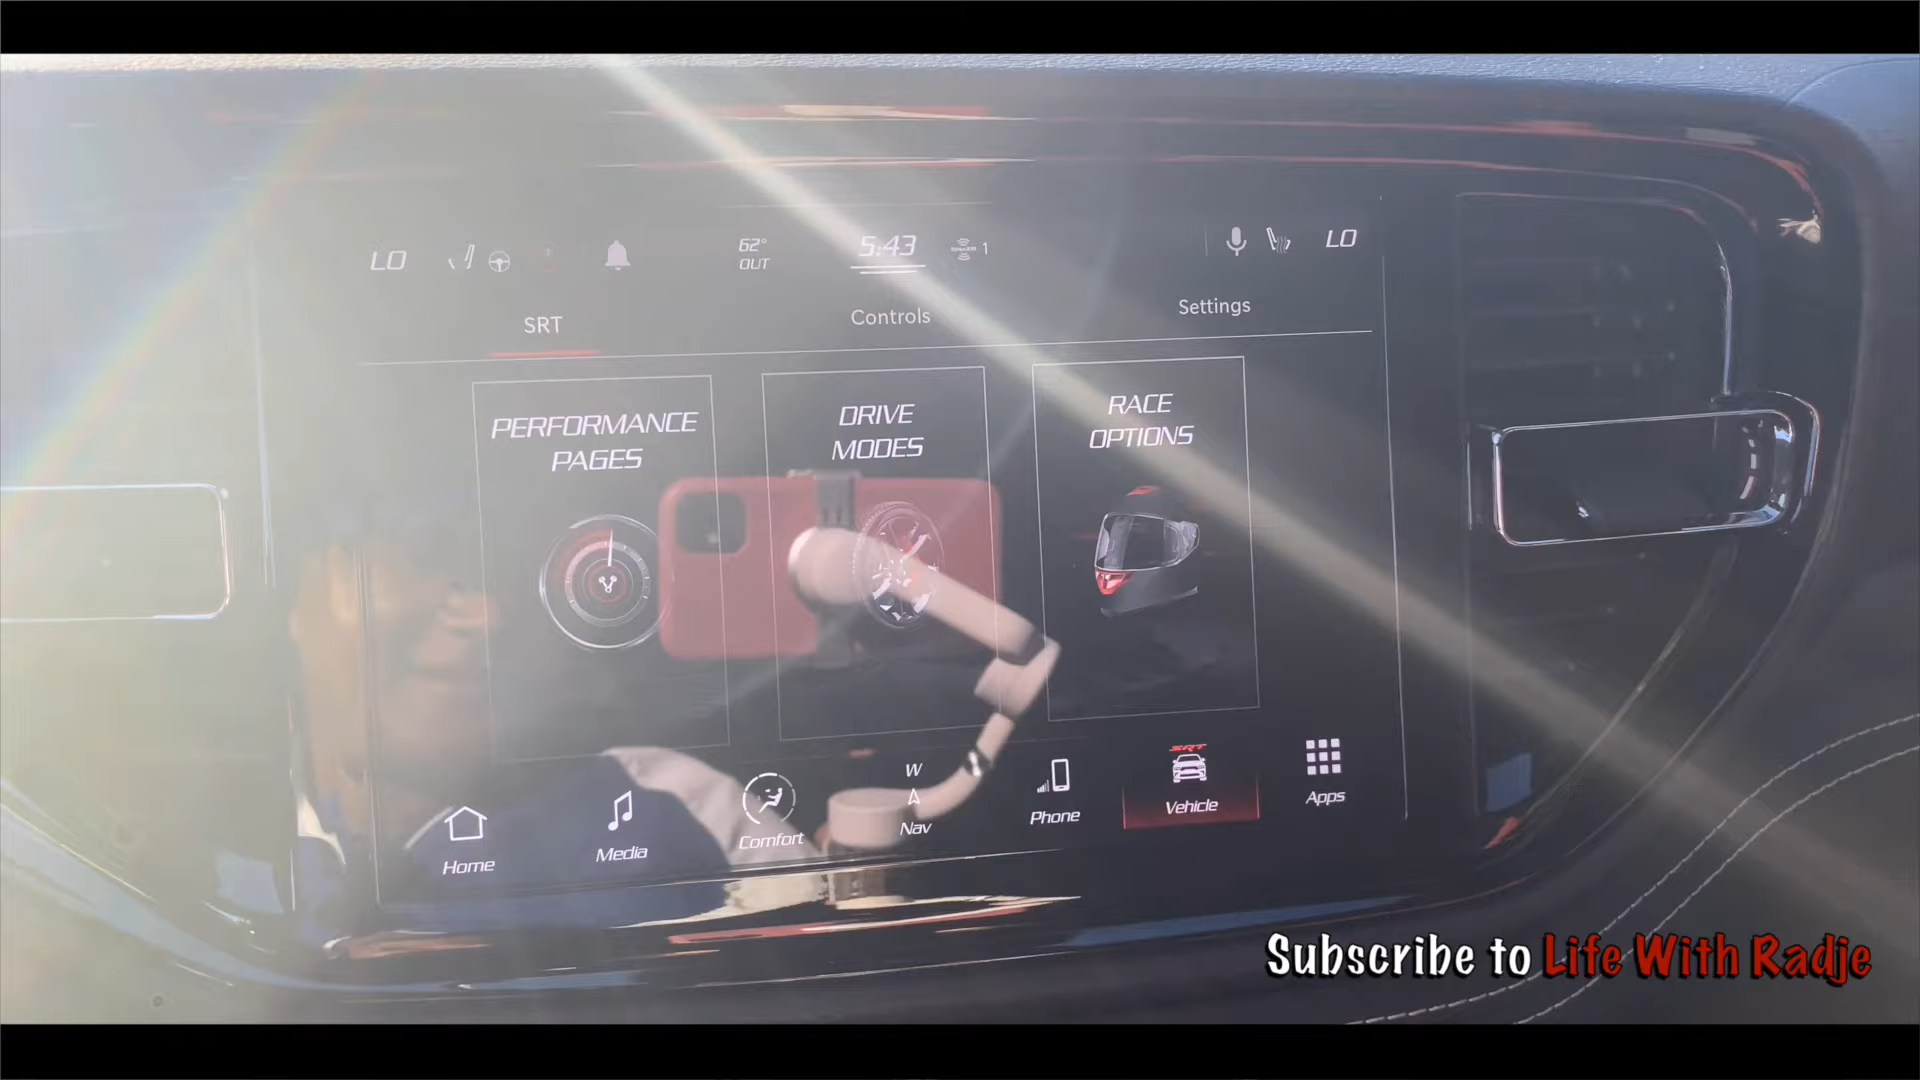 LO
62°
OUT
5:43
1
LO
SRT
Controls
Settings
PERFORMANCE
PAGES
DRIVE
MODES
RACE
OPTIONS
Home
Media
Comfort
W
Nav
Phone
SRT
Vehicle
Apps
Subscribe to Life With Radje